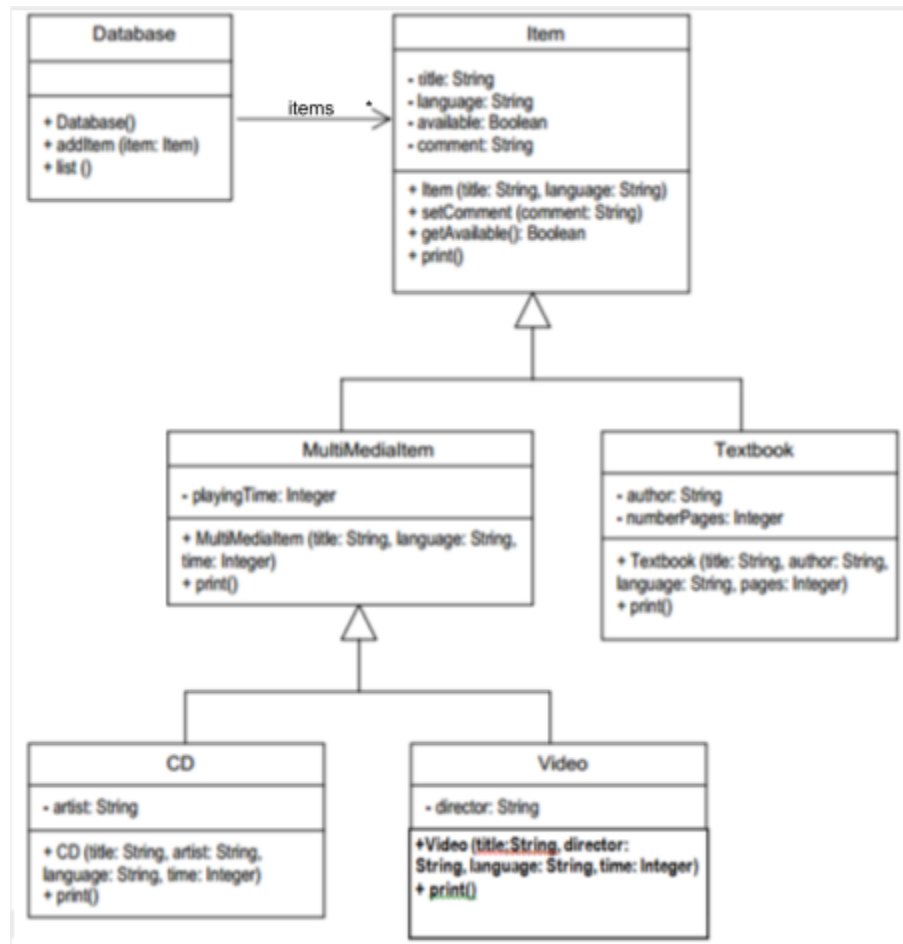 Database
+ Database()
+ addItem (item: Item)
+ list ()
items *
Item
- title: String
- language: String
- available: Boolean
- comment: String
+ Item (title: String, language: String)
+ setComment (comment: String)
+ getAvailable(): Boolean
+ print()
MultiMediaItem
- playingTime: Integer
+ MultiMediaItem (title: String, language: String,
time: Integer)
+ print()
Textbook
- author: String
- numberPages: Integer
+ Textbook (title: String, author: String,
language: String, pages: Integer)
+ print()
CD
- artist: String
+ CD (title: String, artist: String,
language: String, time: Integer)
+ print()
Video
- director: String
+Video (title:String, director:
String, language: String, time: Integer)
+ print()